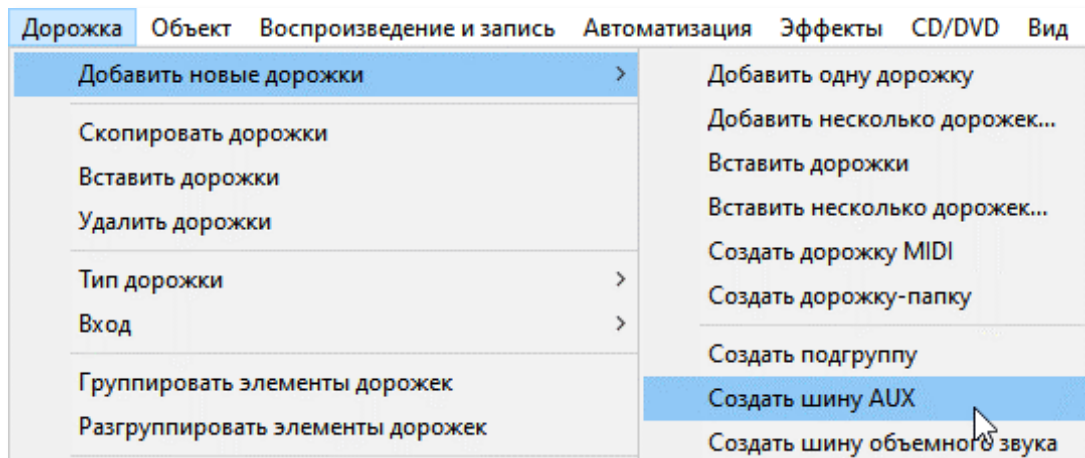 Дорожка Объект Воспроизведение и запись Автоматизация Эффекты CD/DVD Вид
Добавить новые дорожки >
Скопировать дорожки
Вставить дорожки
Удалить дорожки
Тип дорожки >
Вход >
Группировать элементы дорожек
Разгруппировать элементы дорожек
Добавить одну дорожку
Добавить несколько дорожек...
Вставить дорожки
Вставить несколько дорожек...
Создать дорожку MIDI
Создать дорожку-папку
Создать подгруппу
Создать шину AUX
Создать шину объемного звука